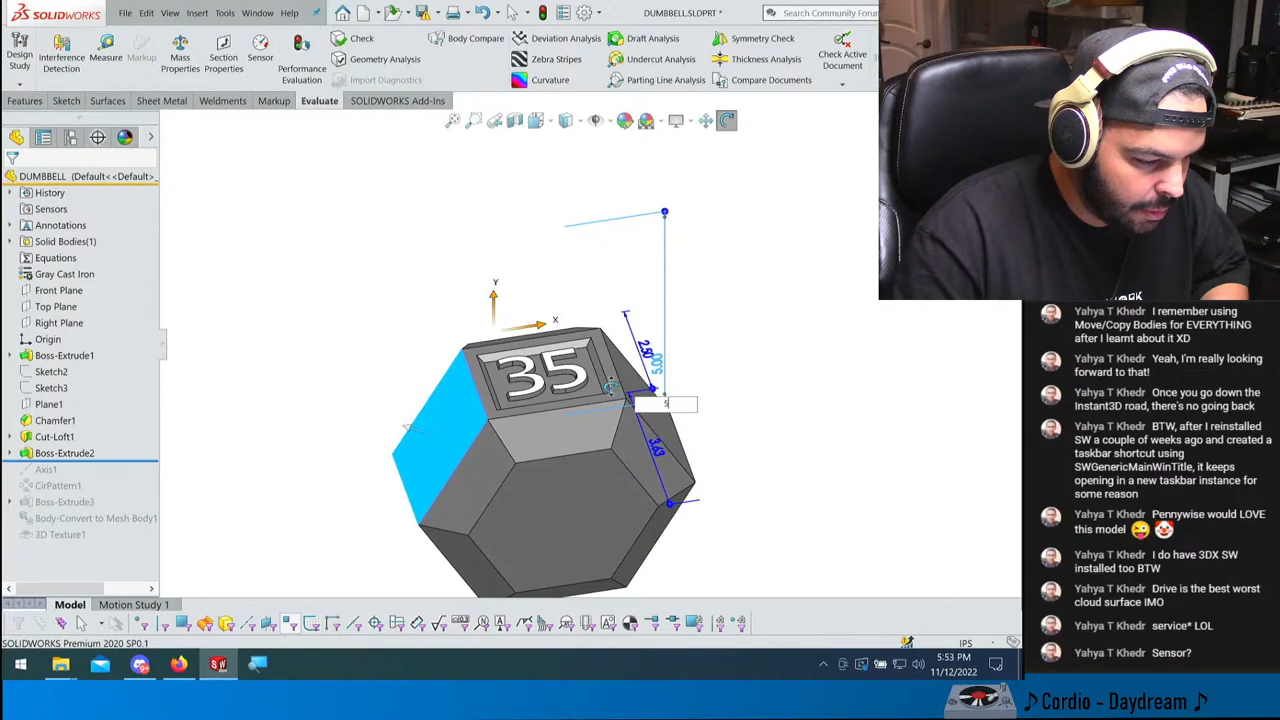 SOLIDWORKS
File Edit View Insert Tools Window Help
DUMBBELL.SLDPRT *
Search Community Forum
Design Study
Interference Detection
Measure
Markup
Mass Properties
Section Properties
Sensor
Performance Evaluation
Check
Geometry Analysis
Import Diagnostics
Body Compare
Deviation Analysis
Zebra Stripes
Curvature
Draft Analysis
Undercut Analysis
Parting Line Analysis
Symmetry Check
Thickness Analysis
Compare Documents
Check Active Document
Features Sketch Surfaces Sheet Metal Weldments Markup Evaluate SOLIDWORKS Add-Ins
DUMBBELL (Default<<Default>_
History
Sensors
Annotations
Solid Bodies(1)
Equations
Gray Cast Iron
Front Plane
Top Plane
Right Plane
Origin
Boss-Extrude1
Sketch2
Sketch3
Plane1
Chamfer1
Cut-Loft1
Boss-Extrude2
Axis1
CirPattern1
Boss-Extrude3
Body-Convert to Mesh Body1
3D Texture1
Y
X
35
2.50
5.00
5
3.63
Model Motion Study 1
SOLIDWORKS Premium 2020 SP0.1
IPS
5:53 PM
11/12/2022
Yahya T Khedr I remember using
Move/Copy Bodies for EVERYTHING
after I learnt about it XD
Yahya T Khedr Yeah, I'm really looking
forward to that!
Yahya T Khedr Once you go down the
Instant3D road, there's no going back
Yahya T Khedr BTW, after I reinstalled
SW a couple of weeks ago and created a
taskbar shortcut using
SWGenericMainWinTitle, it keeps
opening in a new taskbar instance for
some reason
Yahya T Khedr Pennywise would LOVE
this model 😜 🤡
Yahya T Khedr I do have 3DX SW
installed too BTW
Yahya T Khedr Drive is the best worst
cloud surface IMO
Yahya T Khedr service* LOL
Yahya T Khedr Sensor?
♪ Cordio - Daydream ♪